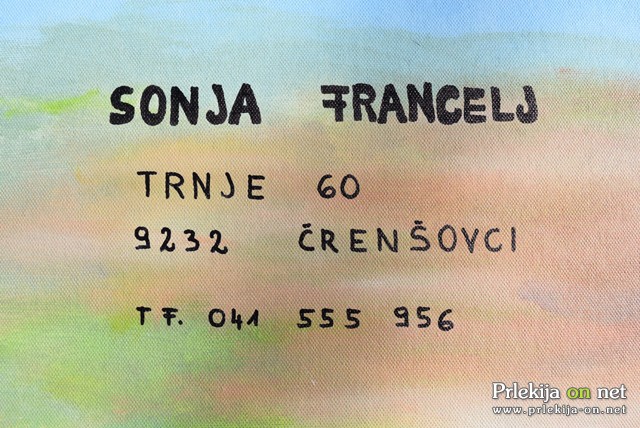 SONJA FRANCELJ
TRNJE 60
9232 ČRENŠOVCI
TF. 041 555 956
Prlekija on net
www.prlekija-on.net